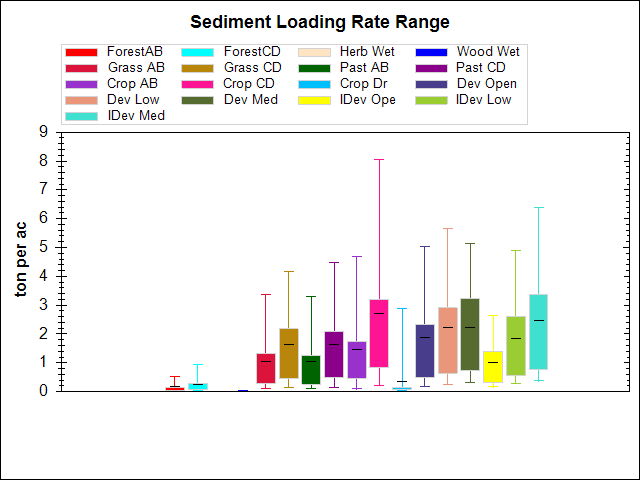 Sediment Loading Rate Range
ForestAB ForestCD Herb Wet Wood Wet
Grass AB Grass CD Past AB Past CD
Crop AB Crop CD Crop Dr Dev Open
Dev Low Dev Med IDev Ope IDev Low
IDev Med
9
8
7
6
5
4
3
2
1
0
ton per ac